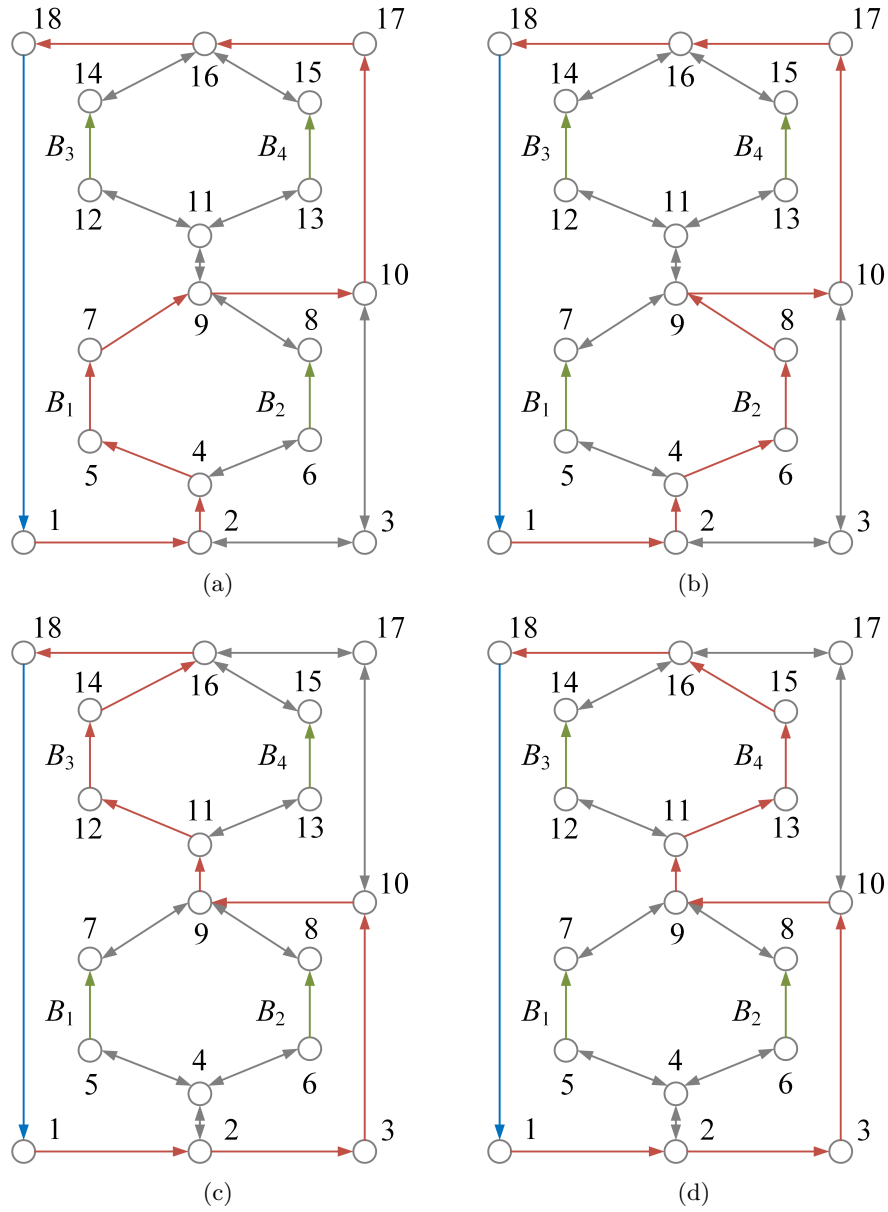 18 17 18 17
16 16
14 15 14 15
B3 B4 B3 B4
12 11 13 12 11 13
10 10
7 9 8 7 9 8
B1 B2 B1 B2
5 4 6 5 4 6
1 2 3 1 2 3
(a) (b)
18 17 18 17
16 16
14 15 14 15
B3 B4 B3 B4
12 11 13 12 11 13
10 10
7 9 8 7 9 8
B1 B2 B1 B2
5 4 6 5 4 6
1 2 3 1 2 3
(c) (d)